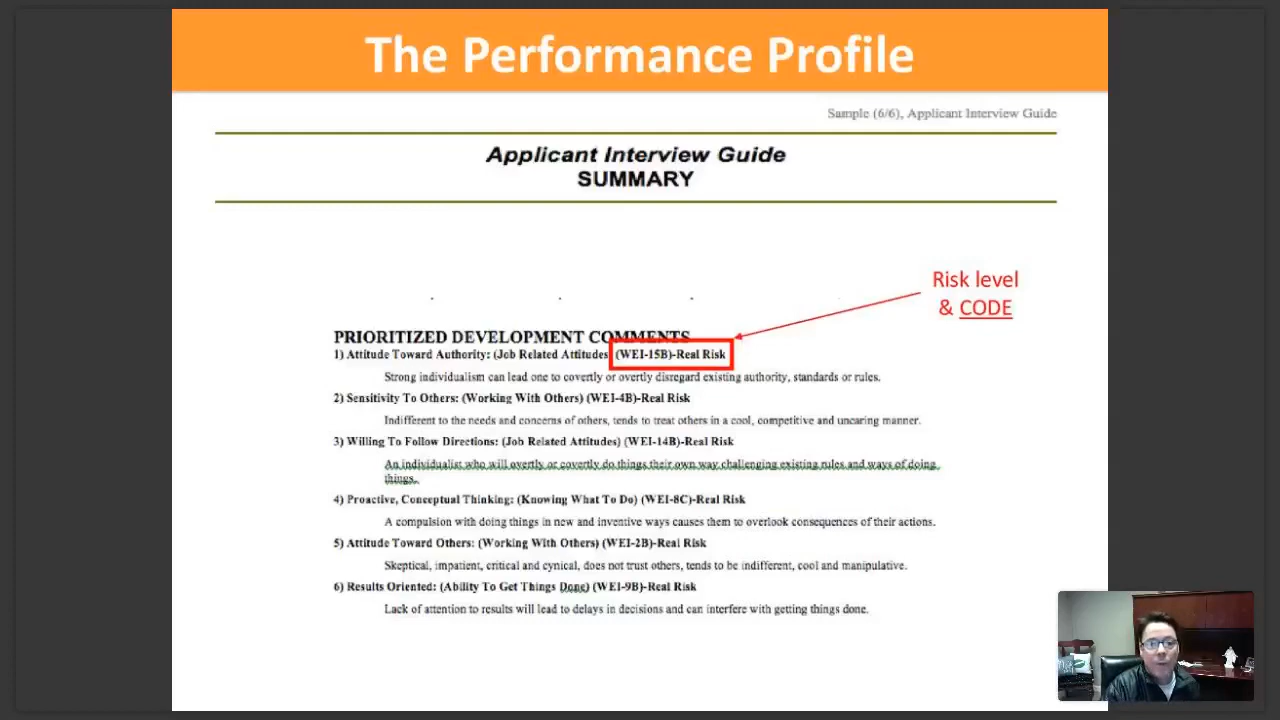 The Performance Profile
Sample (6/6), Applicant Interview Guide
Applicant Interview Guide
SUMMARY
Risk level
& CODE
PRIORITIZED DEVELOPMENT COMMENTS
1) Attitude Toward Authority: (Job Related Attitudes) (WEI-15B)-Real Risk
Strong individualism can lead one to covertly or overtly disregard existing authority, standards or rules.
2) Sensitivity To Others: (Working With Others) (WEI-4B)-Real Risk
Indifferent to the needs and concerns of others, tends to treat others in a cool, competitive and uncaring manner.
3) Willing To Follow Directions: (Job Related Attitudes) (WEI-14B)-Real Risk
An individualist who will overtly or covertly do things their own way challenging existing rules and ways of doing
things.
4) Proactive, Conceptual Thinking: (Knowing What To Do) (WEI-8C)-Real Risk
A compulsion with doing things in new and inventive ways causes them to overlook consequences of their actions.
5) Attitude Toward Others: (Working With Others) (WEI-2B)-Real Risk
Skeptical, impatient, critical and cynical, does not trust others, tends to be indifferent, cool and manipulative.
6) Results Oriented: (Ability To Get Things Done) (WEI-9B)-Real Risk
Lack of attention to results will lead to delays in decisions and can interfere with getting things done.